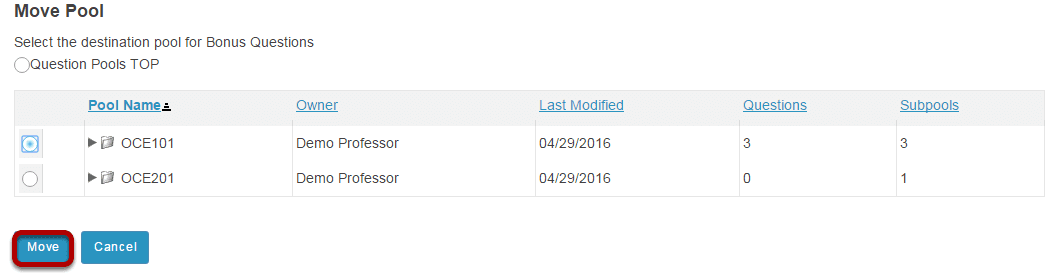 Move Pool
Select the destination pool for Bonus Questions
Question Pools TOP
Pool Name Owner Last Modified Questions Subpools
OCE101 Demo Professor 04/29/2016 3 3
OCE201 Demo Professor 04/29/2016 0 1
Move Cancel